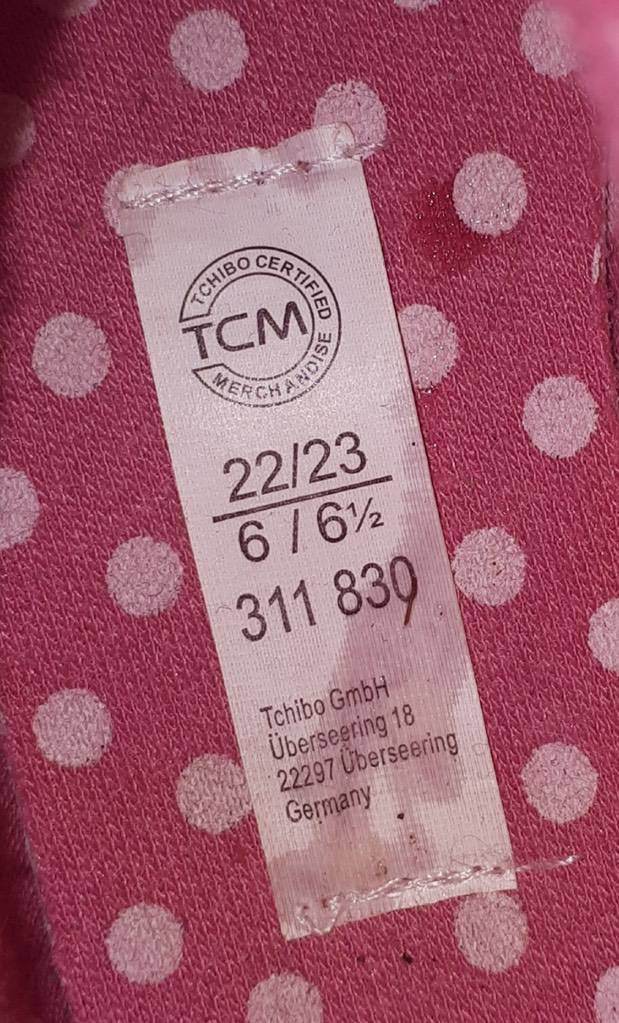 TCHIBO CERTIFIED
TCM
MERCHANDISE
22/23
6 / 6½
311 830
Tchibo GmbH
Überseering 18
22297 Überseering
Germany